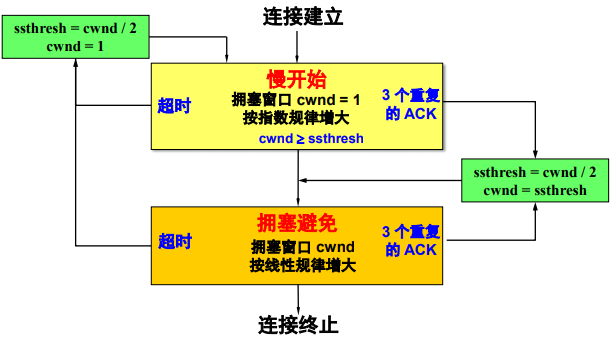 连接建立
ssthresh = cwnd / 2
cwnd = 1
慢开始
超时
拥塞窗口 cwnd = 1
按指数规律增大
cwnd ≥ ssthresh
3 个重复
的 ACK
ssthresh = cwnd / 2
cwnd = ssthresh
拥塞避免
超时
拥塞窗口 cwnd
按线性规律增大
3 个重复
的 ACK
连接终止